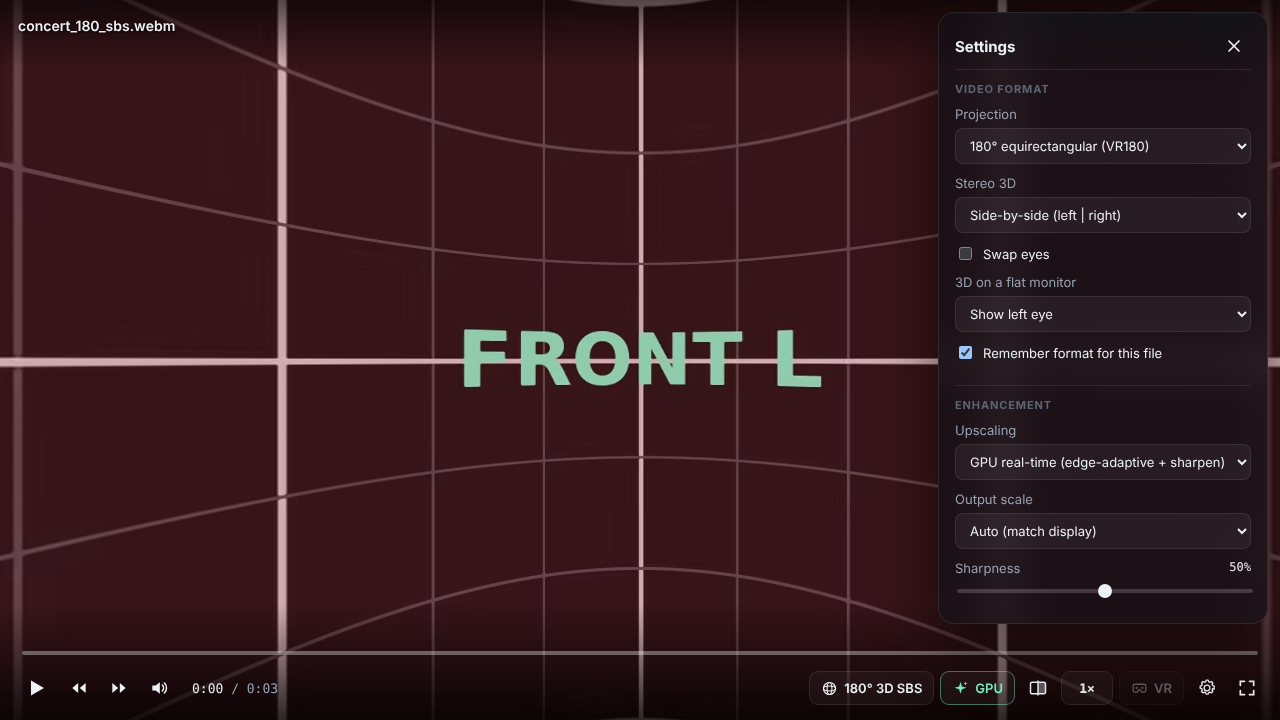 concert_180_sbs.webm
Settings
VIDEO FORMAT
Projection
180° equirectangular (VR180)
Stereo 3D
Side-by-side (left | right)
Swap eyes
3D on a flat monitor
Show left eye
Remember format for this file
ENHANCEMENT
Upscaling
GPU real-time (edge-adaptive + sharpen)
Output scale
Auto (match display)
Sharpness 50%
FRONT L
0:00 / 0:03
180° 3D SBS
GPU
1×
VR